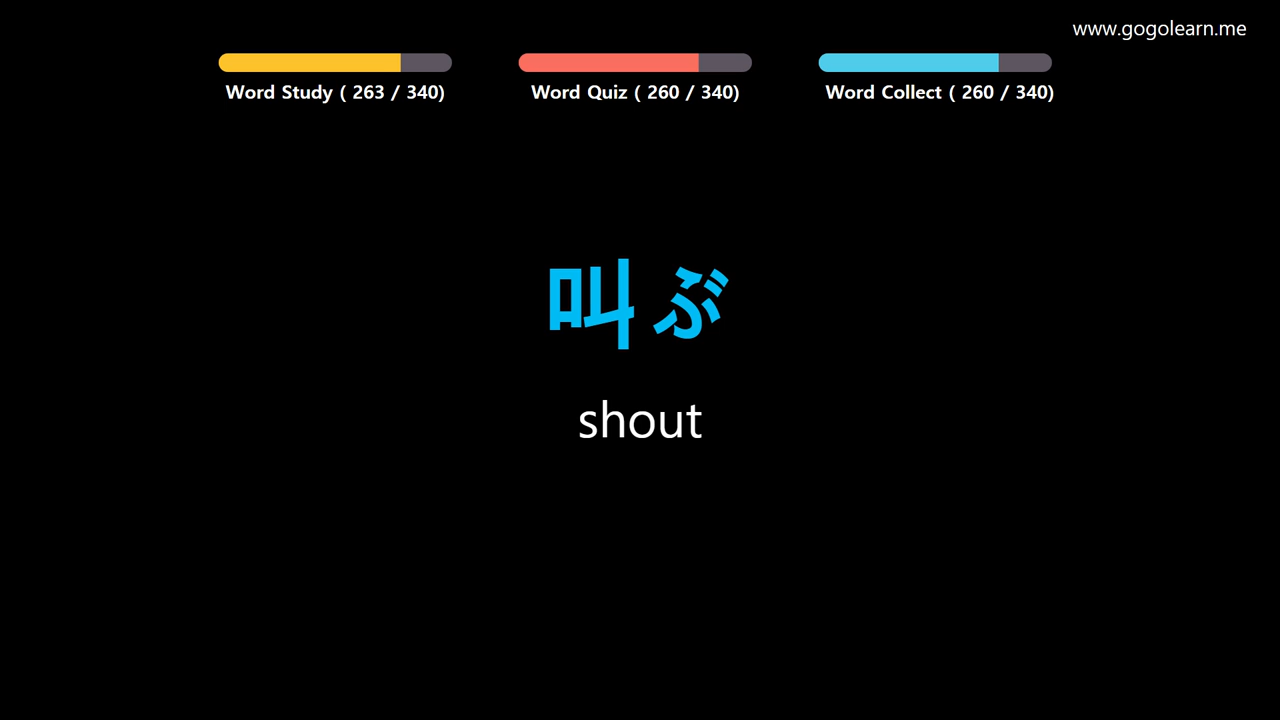 www.gogolearn.me
Word Study ( 263 / 340)
Word Quiz ( 260 / 340)
Word Collect ( 260 / 340)
叫ぶ
shout